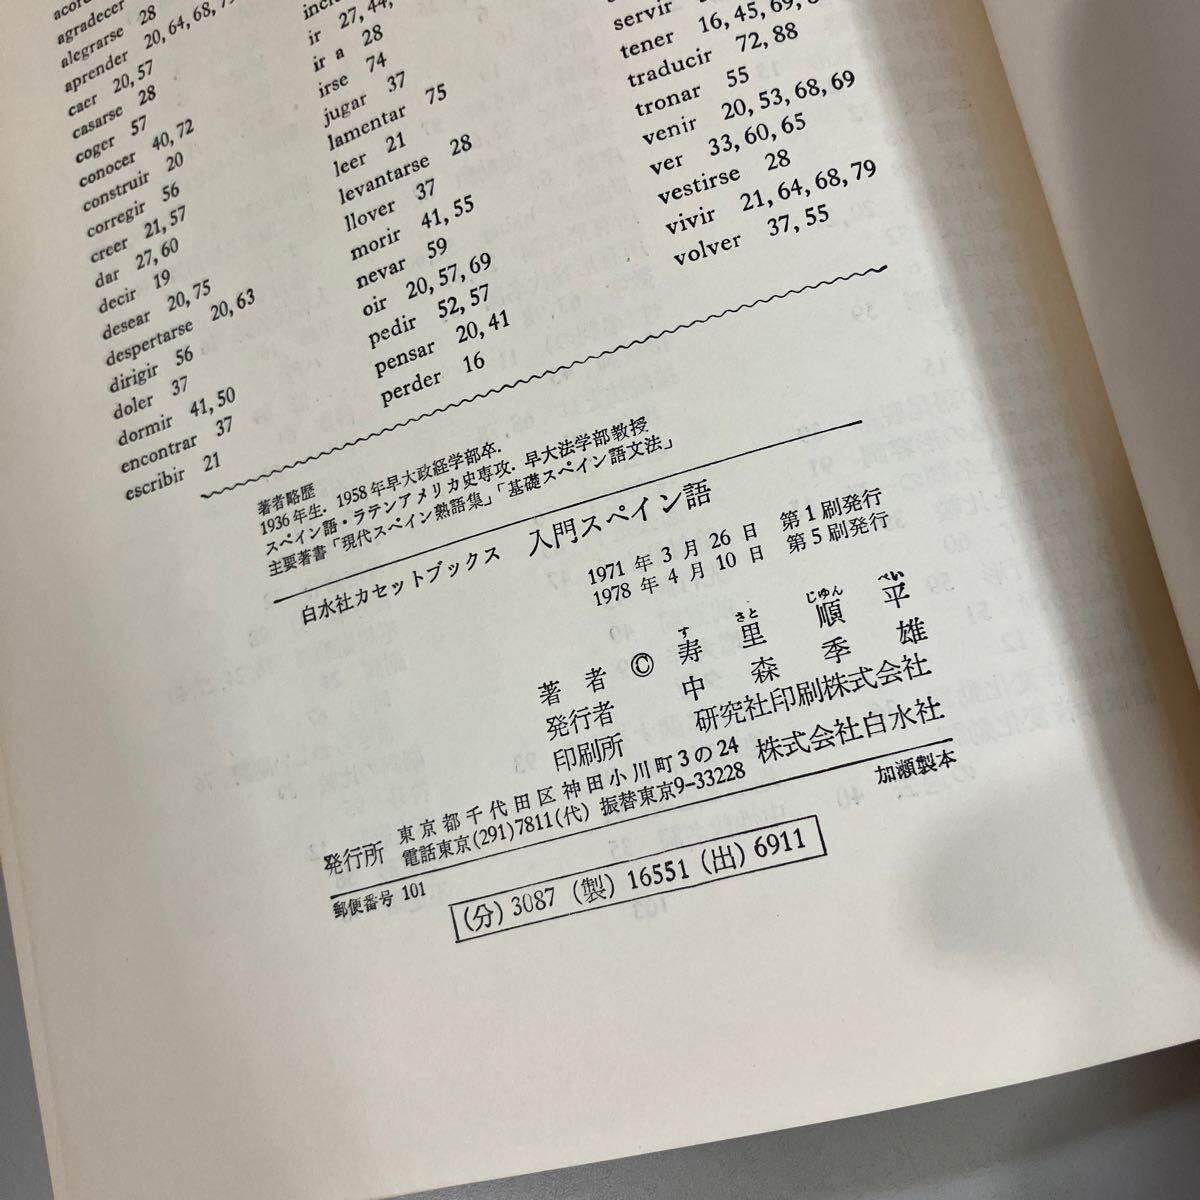 agradecer
alegrarse 28
aprender 20, 64, 68, 79
caer 20, 57
casarse 28
coger 57
conocer 40, 72
construir 20
corregir 56
creer 21, 57
dar 27, 60
decir 19
desear 20, 75
despertarse 20, 63
dirigir 56
doler 37
dormir 41, 50
encontrar 37
escribir 21
ir 27, 44,
ir a 28
irse 74
jugar 37
lamentar 75
leer 21
levantarse 28
llover 37
morir 41, 55
nevar 59
oir 20, 57, 69
pedir 52, 57
pensar 20, 41
perder 16
servir
tener 16, 45, 69,
traducir 72, 88
tronar 55
venir 20, 53, 68, 69
ver 33, 60, 65
vestirse 28
vivir 21, 64, 68, 79
volver 37, 55
著者略歴
1936年生．1958年早大政経学部卒．
スペイン語・ラテンアメリカ史専攻．早大法学部教授
主要著書「現代スペイン熟語集」「基礎スペイン語文法」
白水社カセットブックス 入門スペイン語
1971年3月26日 第1刷発行
1978年4月10日 第5刷発行
す さと じゅん ぺい
著者 © 寿里順平
発行者 中森季雄
印刷所 研究社印刷株式会社
発行所 東京都千代田区神田小川町3の24 株式会社白水社
電話東京(291)7811(代) 振替東京9-33228
郵便番号 101 加瀬製本
(分) 3087 (製) 16551 (出) 6911